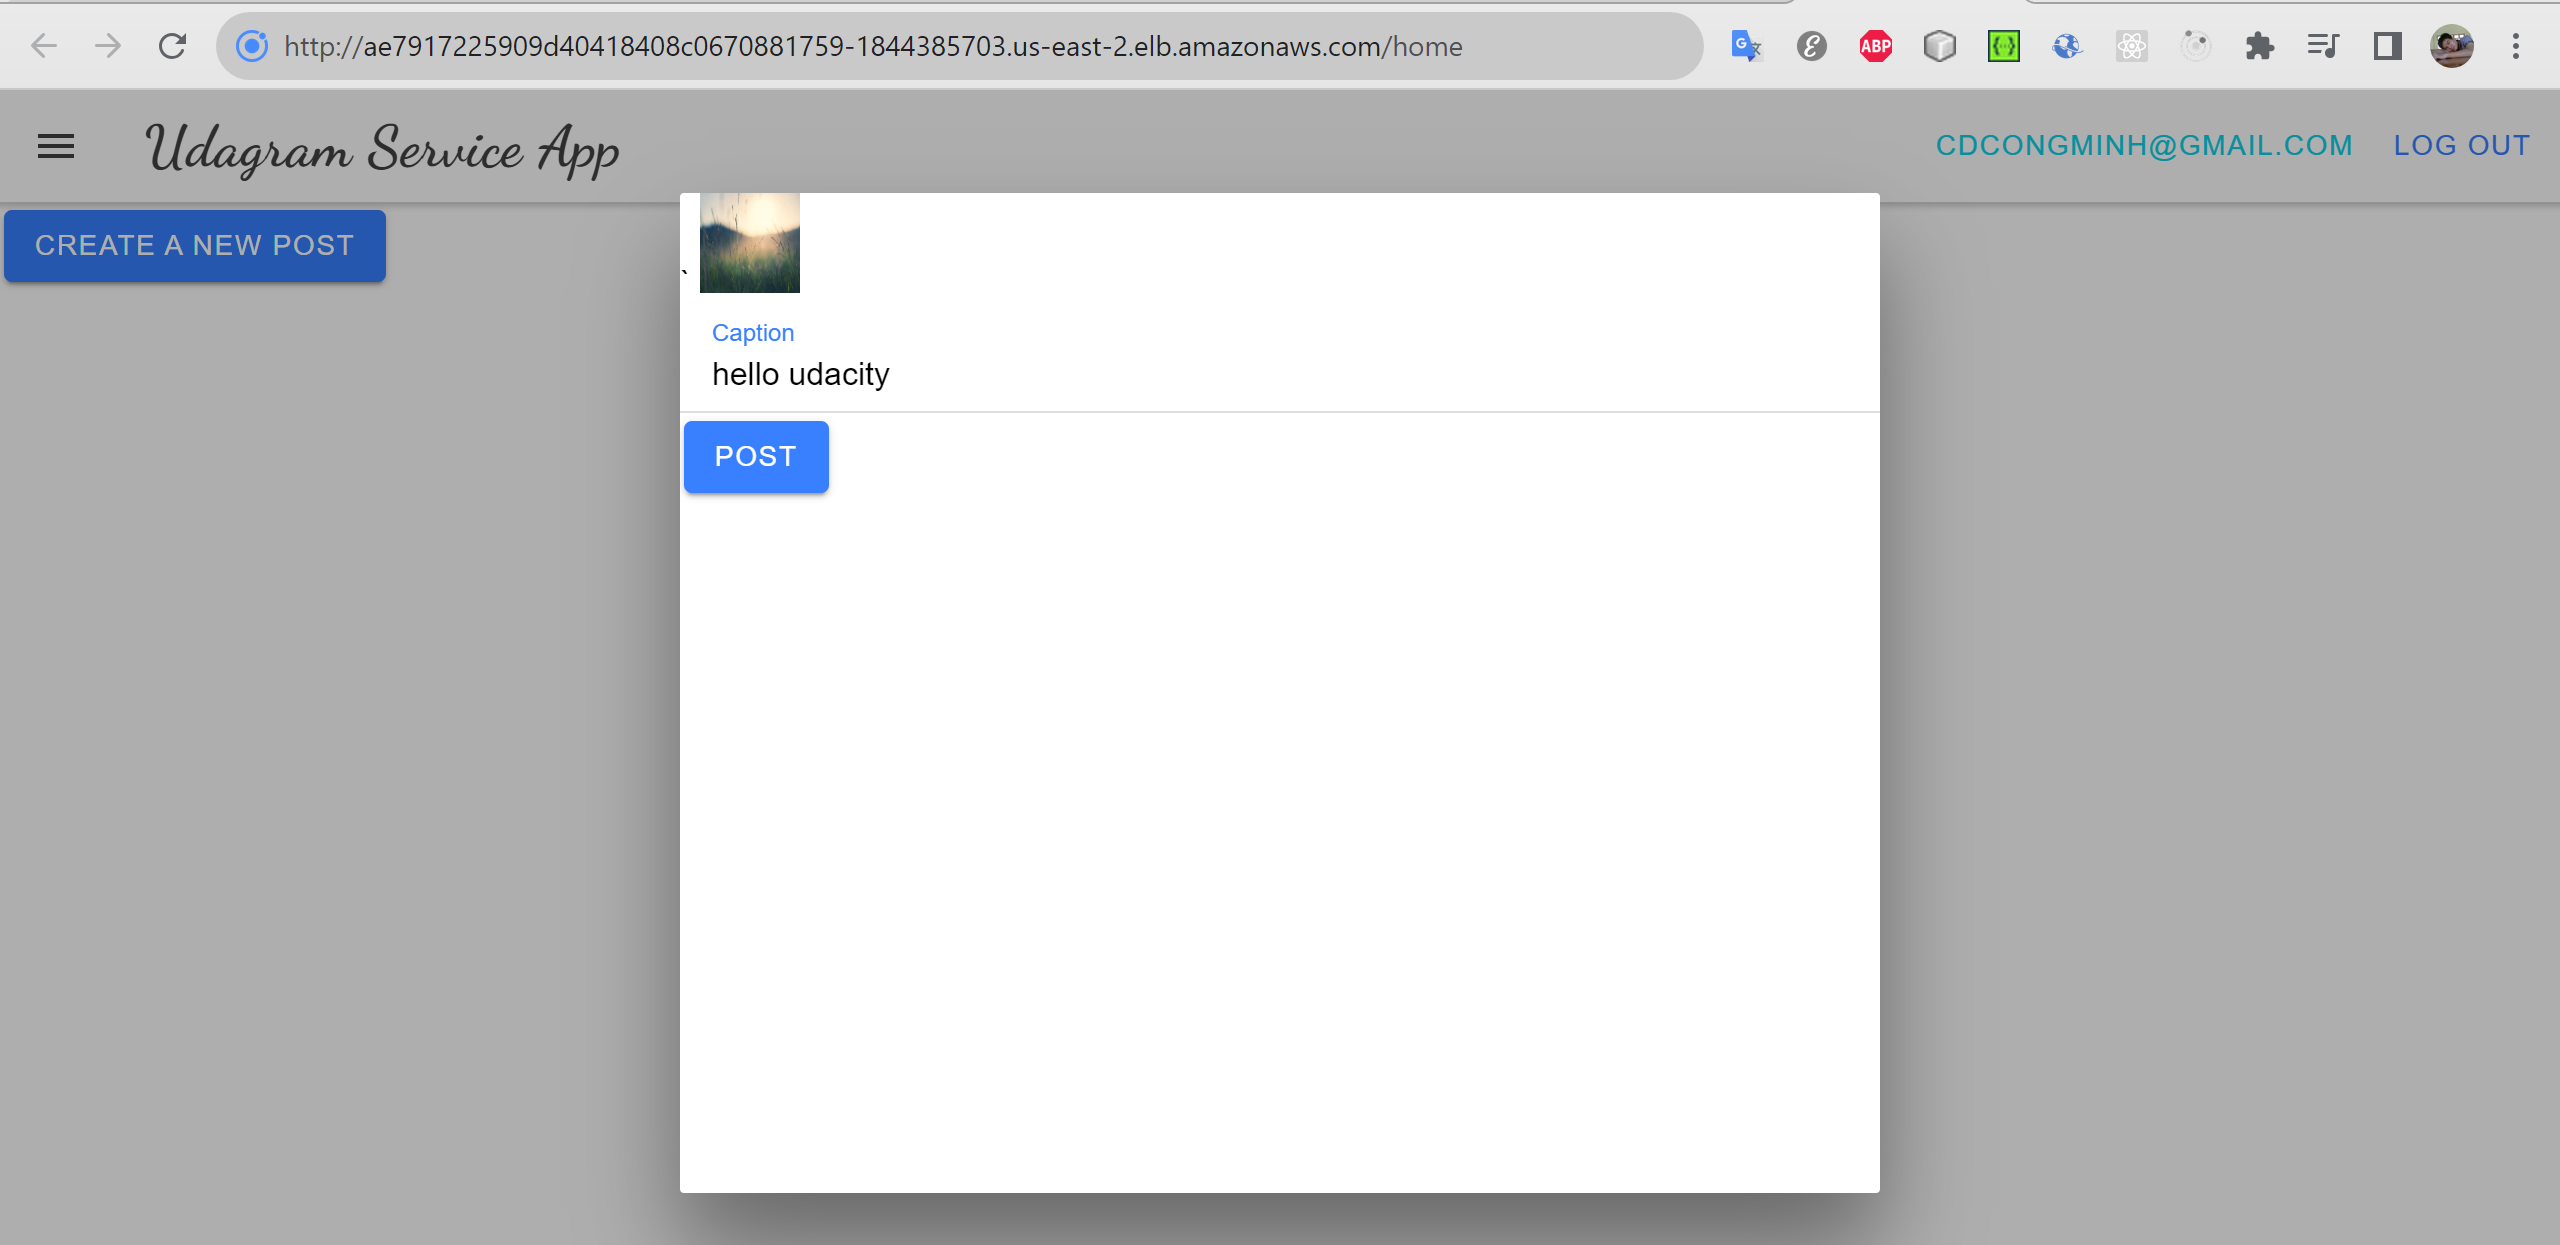 http://ae7917225909d40418408c0670881759-1844385703.us-east-2.elb.amazonaws.com/home
ABP
Udagram Service App
CDCONGMINH@GMAIL.COM LOG OUT
CREATE A NEW POST
`
Caption
hello udacity
POST